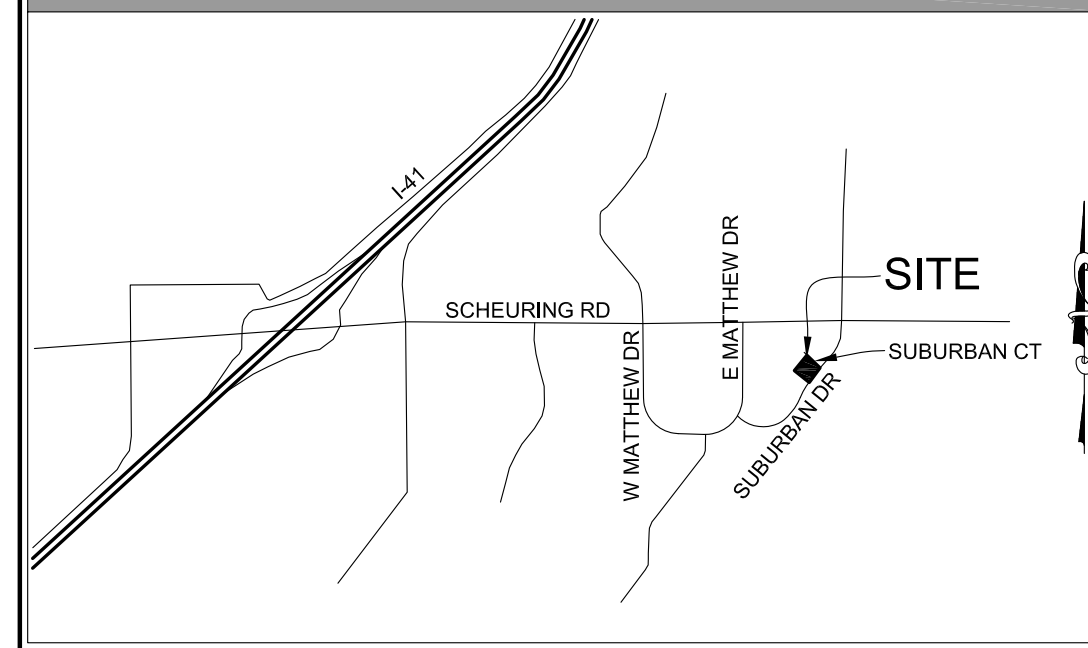 I-41
SCHEURING RD
W MATTHEW DR
E MATTHEW DR
SITE
SUBURBAN CT
SUBURBAN DR